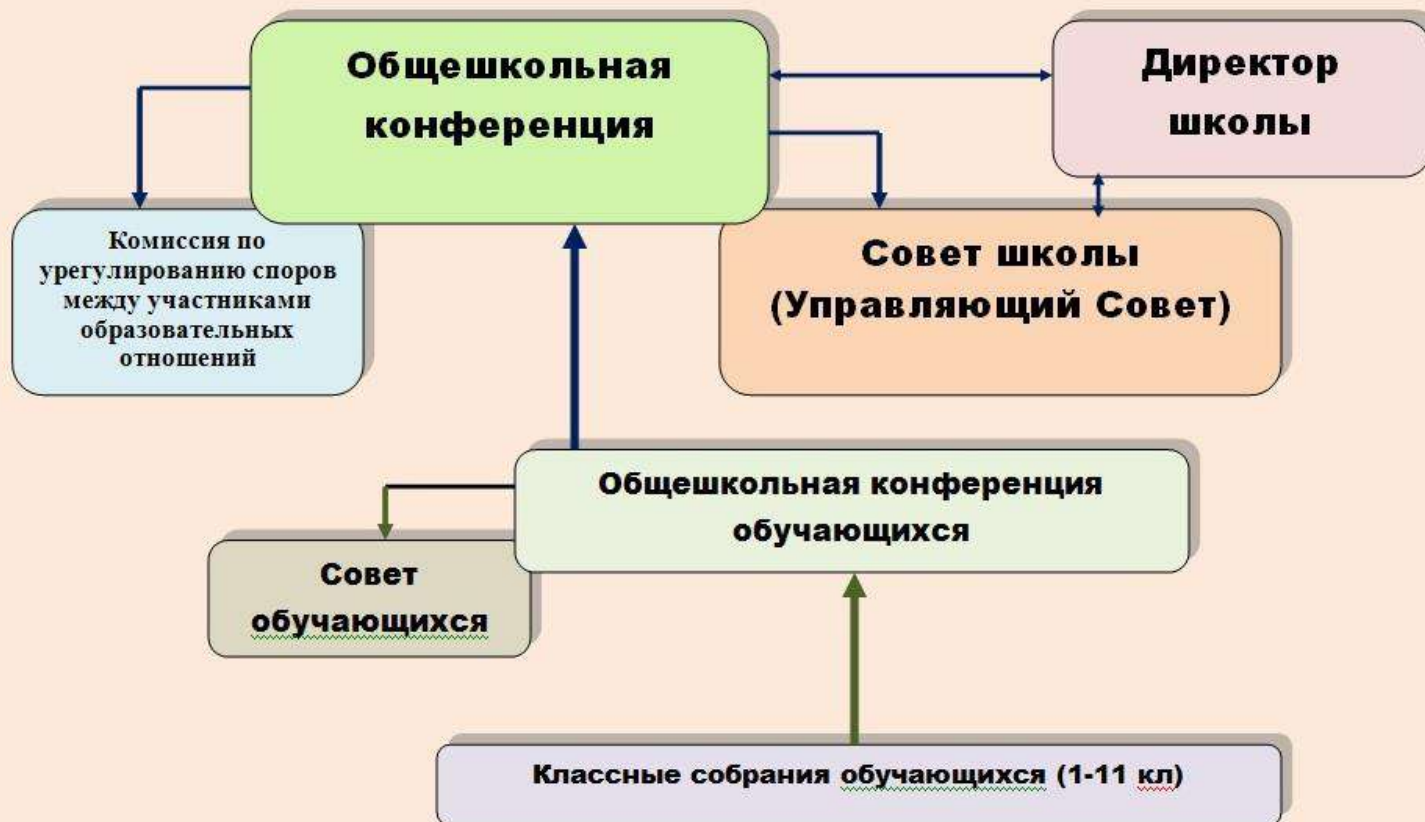 Общешкольная
конференция
Директор
школы
Комиссия по
урегулированию споров
между участниками
образовательных
отношений
Совет школы
(Управляющий Совет)
Общешкольная конференция
обучающихся
Совет
обучающихся
Классные собрания обучающихся (1-11 кл)